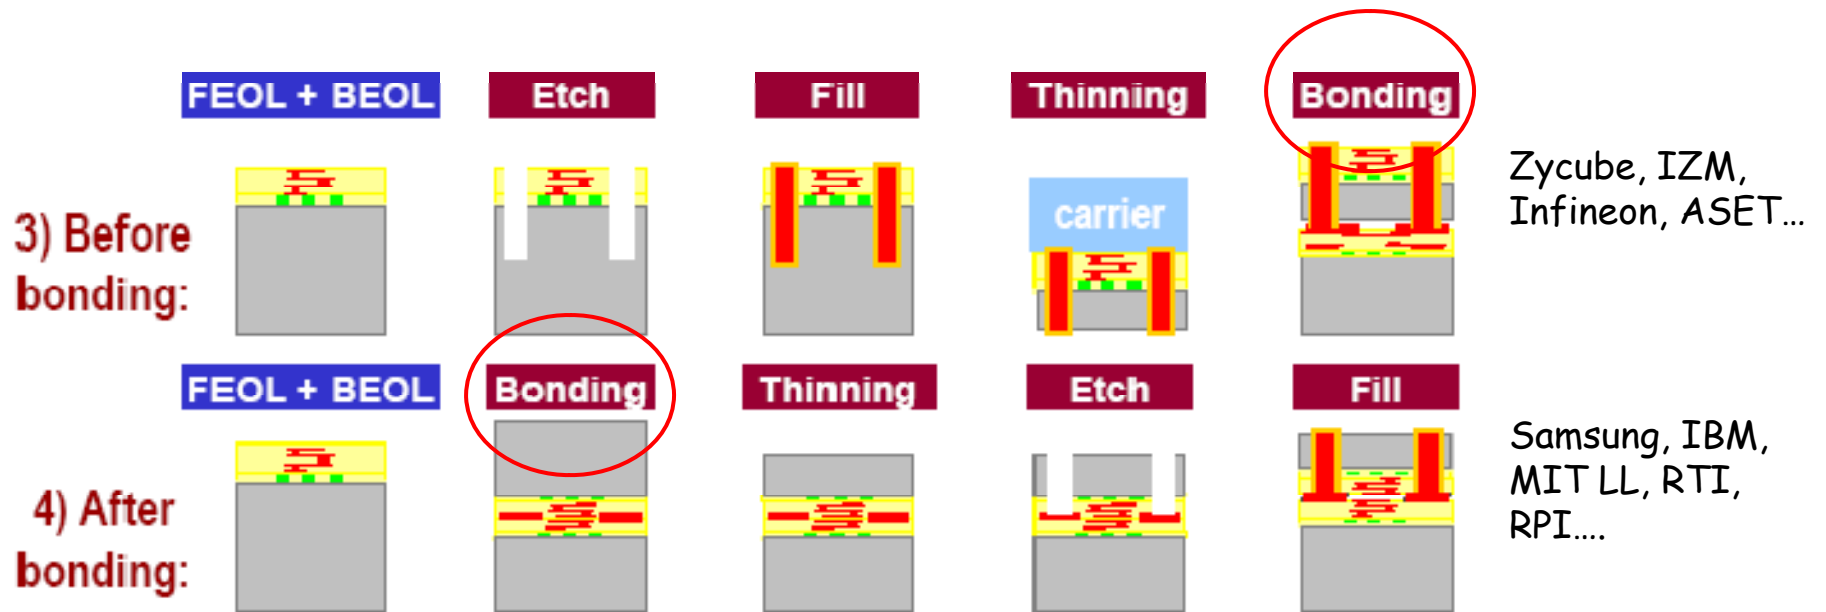 FEOL + BEOL Etch Fill Thinning Bonding
3) Before
bonding:
carrier
Zycube, IZM,
Infineon, ASET...
FEOL + BEOL Bonding Thinning Etch Fill
4) After
bonding:
Samsung, IBM,
MIT LL, RTI,
RPI....